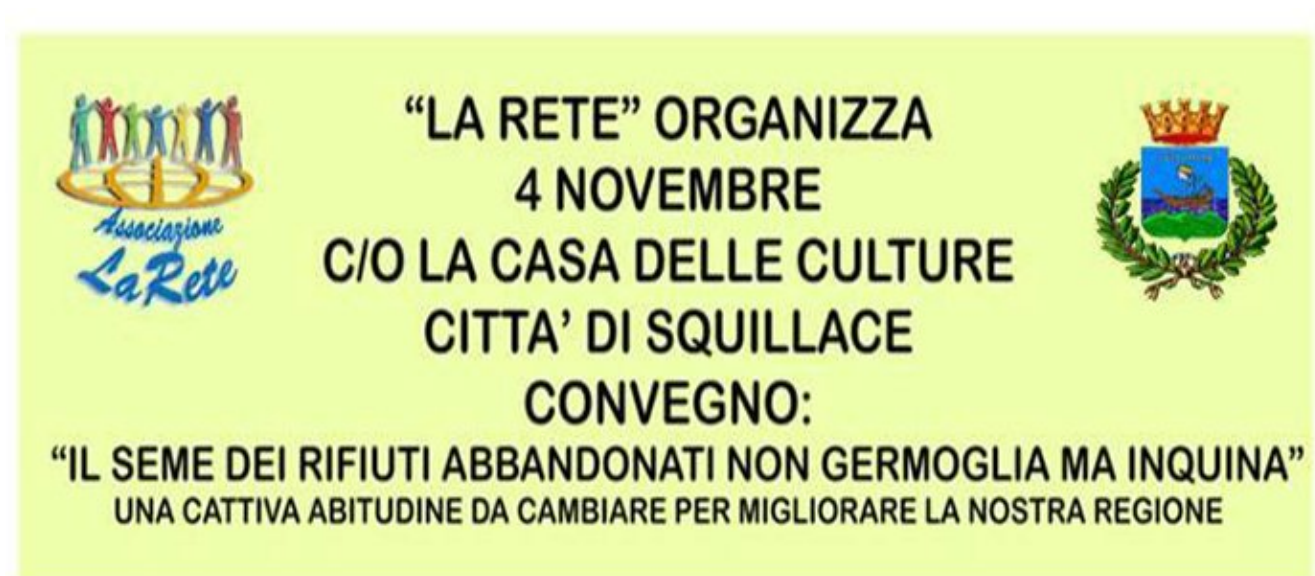 “LA RETE” ORGANIZZA
4 NOVEMBRE
C/O LA CASA DELLE CULTURE
CITTA’ DI SQUILLACE
CONVEGNO:
“IL SEME DEI RIFIUTI ABBANDONATI NON GERMOGLIA MA INQUINA”
UNA CATTIVA ABITUDINE DA CAMBIARE PER MIGLIORARE LA NOSTRA REGIONE
Associazione
LaRete